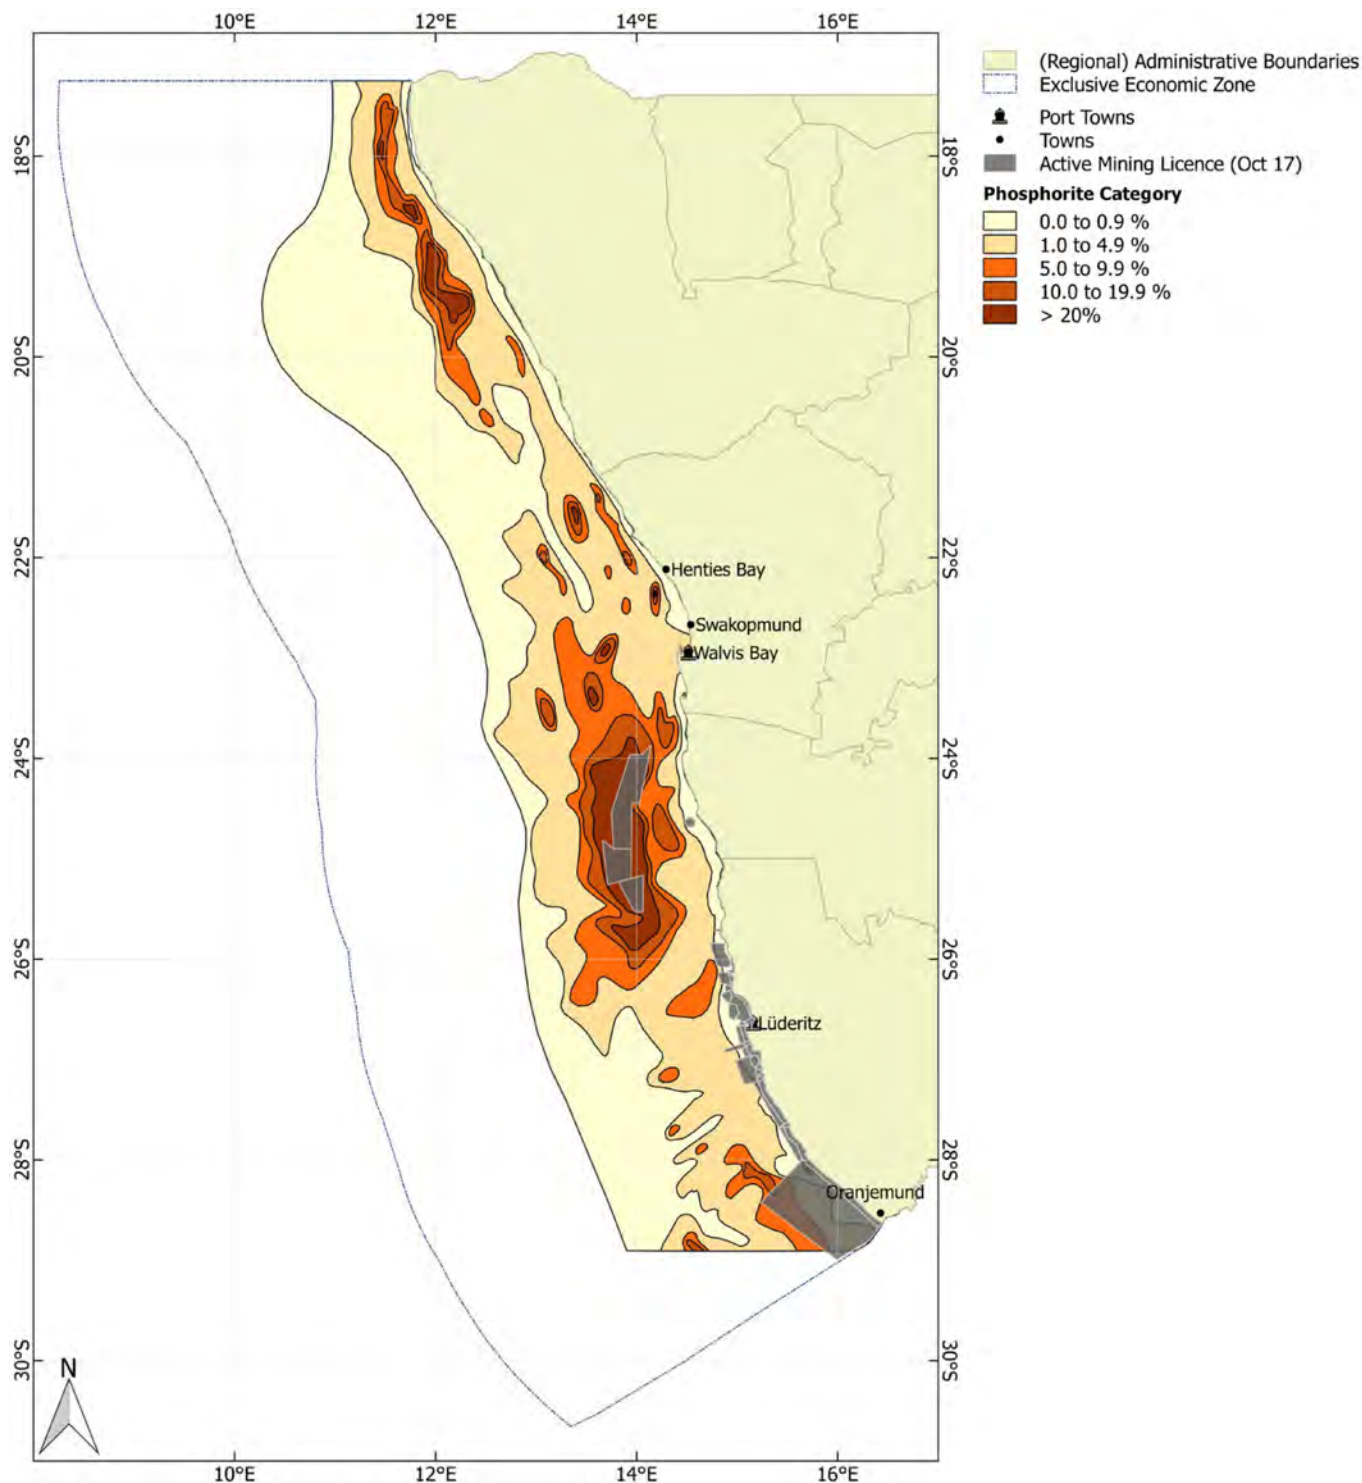 10°E 12°E 14°E 16°E
(Regional) Administrative Boundaries
Exclusive Economic Zone
Port Towns
Towns
Active Mining Licence (Oct 17)
Phosphorite Category
0.0 to 0.9 %
1.0 to 4.9 %
5.0 to 9.9 %
10.0 to 19.9 %
> 20%
18°S 18°S
20°S 20°S
22°S 22°S
Henties Bay
Swakopmund
Walvis Bay
24°S 24°S
26°S 26°S
Lüderitz
28°S 28°S
Oranjemund
30°S 30°S
N
10°E 12°E 14°E 16°E